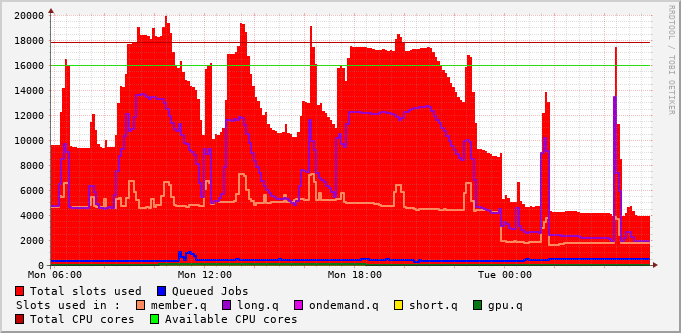 20000
18000
16000
14000
12000
10000
8000
6000
4000
2000
0
Mon 06:00 Mon 12:00 Mon 18:00 Tue 00:00
RRDTOOL / TOBI OETIKER
Total slots used Queued Jobs
Slots used in : member.q long.q ondemand.q short.q gpu.q
Total CPU cores Available CPU cores